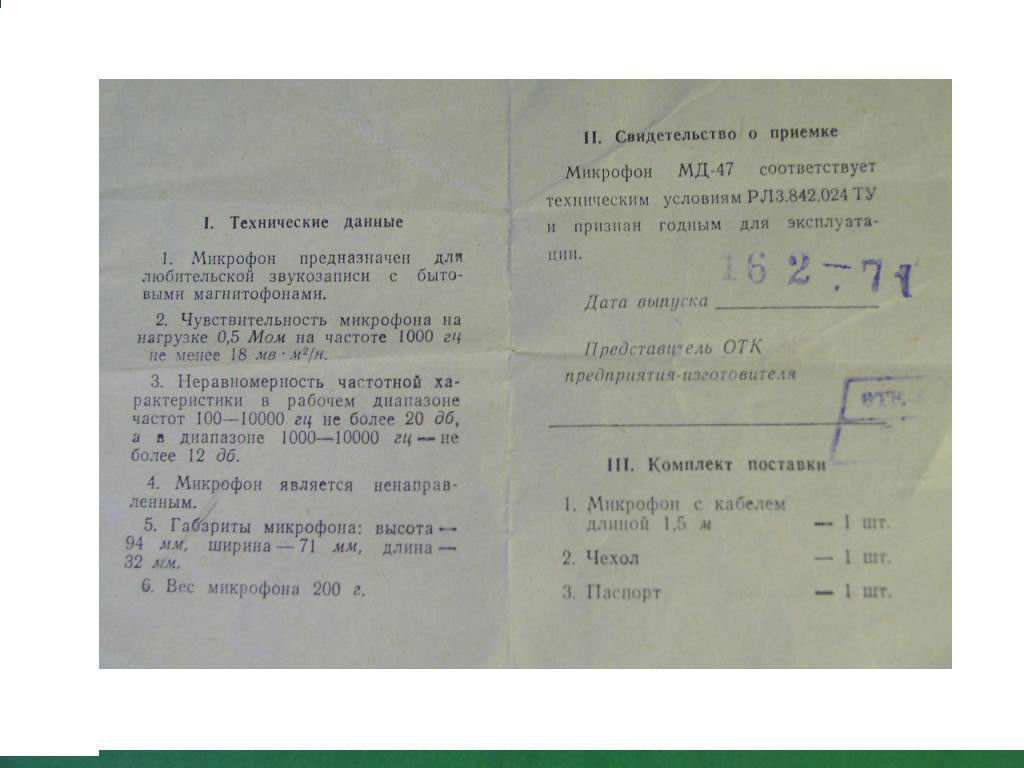 I. Технические данные
1. Микрофон предназначен для
любительской звукозаписи с быто-
выми магнитофонами.
2. Чувствительность микрофона на
нагрузке 0,5 Мом на частоте 1000 гц
не менее 18 мв·м²/н.
3. Неравномерность частотной ха-
рактеристики в рабочем диапазоне
частот 100—10000 гц не более 20 дб,
а в диапазоне 1000—10000 гц — не
более 12 дб.
4. Микрофон является ненаправ-
ленным.
5. Габариты микрофона: высота —
94 мм, ширина — 71 мм, длина —
32 мм.
6. Вес микрофона 200 г.
II. Свидетельство о приемке
Микрофон МД-47 соответствует
техническим условиям РЛ3.842.024 ТУ
и признан годным для эксплуата-
ции.
16 2-71
Дата выпуска
Представитель ОТК
предприятия-изготовителя
ОТК
III. Комплект поставки
1. Микрофон с кабелем
длиной 1,5 м — 1 шт.
2. Чехол — 1 шт.
3. Паспорт — 1 шт.